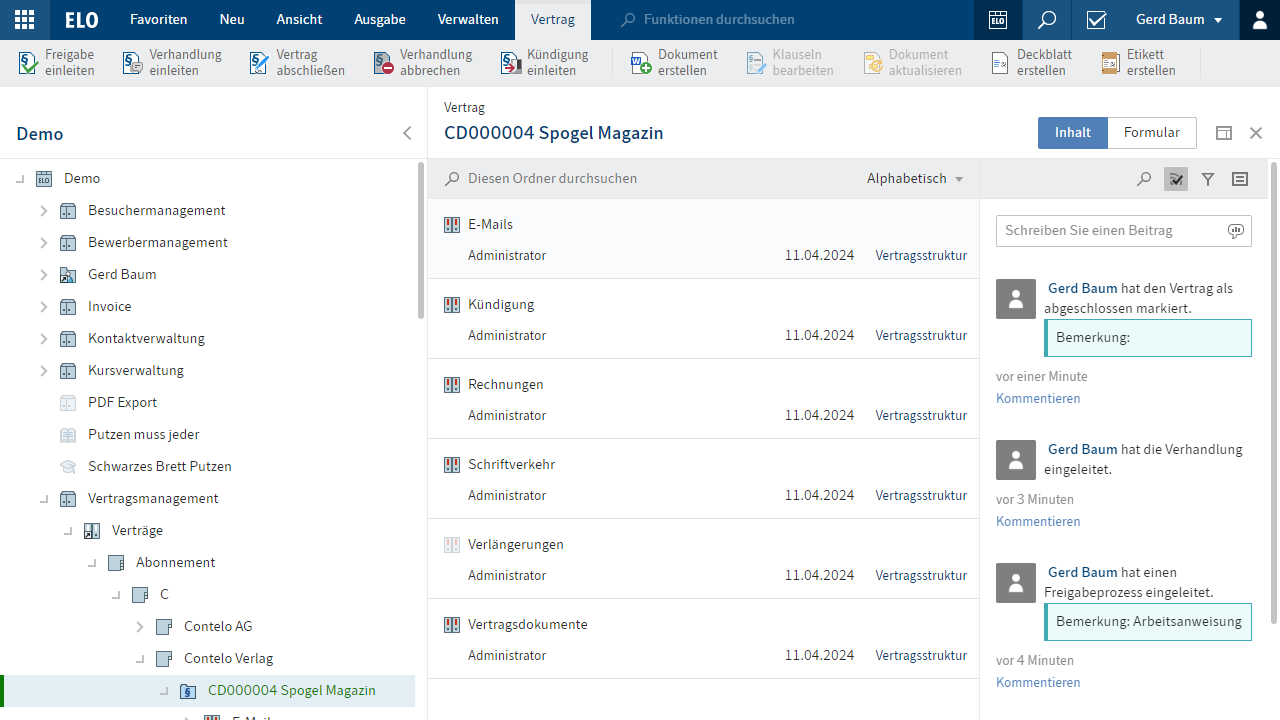 ELO Favoriten Neu Ansicht Ausgabe Verwalten Vertrag Funktionen durchsuchen ELO Gerd Baum
Freigabe einleiten
Verhandlung einleiten
Vertrag abschließen
Verhandlung abbrechen
Kündigung einleiten
Dokument erstellen
Klauseln bearbeiten
Dokument aktualisieren
Deckblatt erstellen
Etikett erstellen
Demo
ELO Demo
Besuchermanagement
Bewerbermanagement
Gerd Baum
Invoice
Kontaktverwaltung
Kursverwaltung
PDF Export
Putzen muss jeder
Schwarzes Brett Putzen
Vertragsmanagement
Verträge
Abonnement
C
Contelo AG
Contelo Verlag
§ CD000004 Spogel Magazin
Vertrag
CD000004 Spogel Magazin
Inhalt Formular
Diesen Ordner durchsuchen Alphabetisch
E-Mails
Administrator 11.04.2024 Vertragsstruktur
Kündigung
Administrator 11.04.2024 Vertragsstruktur
Rechnungen
Administrator 11.04.2024 Vertragsstruktur
Schriftverkehr
Administrator 11.04.2024 Vertragsstruktur
Verlängerungen
Administrator 11.04.2024 Vertragsstruktur
Vertragsdokumente
Administrator 11.04.2024 Vertragsstruktur
Schreiben Sie einen Beitrag
Gerd Baum hat den Vertrag als
abgeschlossen markiert.
Bemerkung:
vor einer Minute
Kommentieren
Gerd Baum hat die Verhandlung
eingeleitet.
vor 3 Minuten
Kommentieren
Gerd Baum hat einen
Freigabeprozess eingeleitet.
Bemerkung: Arbeitsanweisung
vor 4 Minuten
Kommentieren